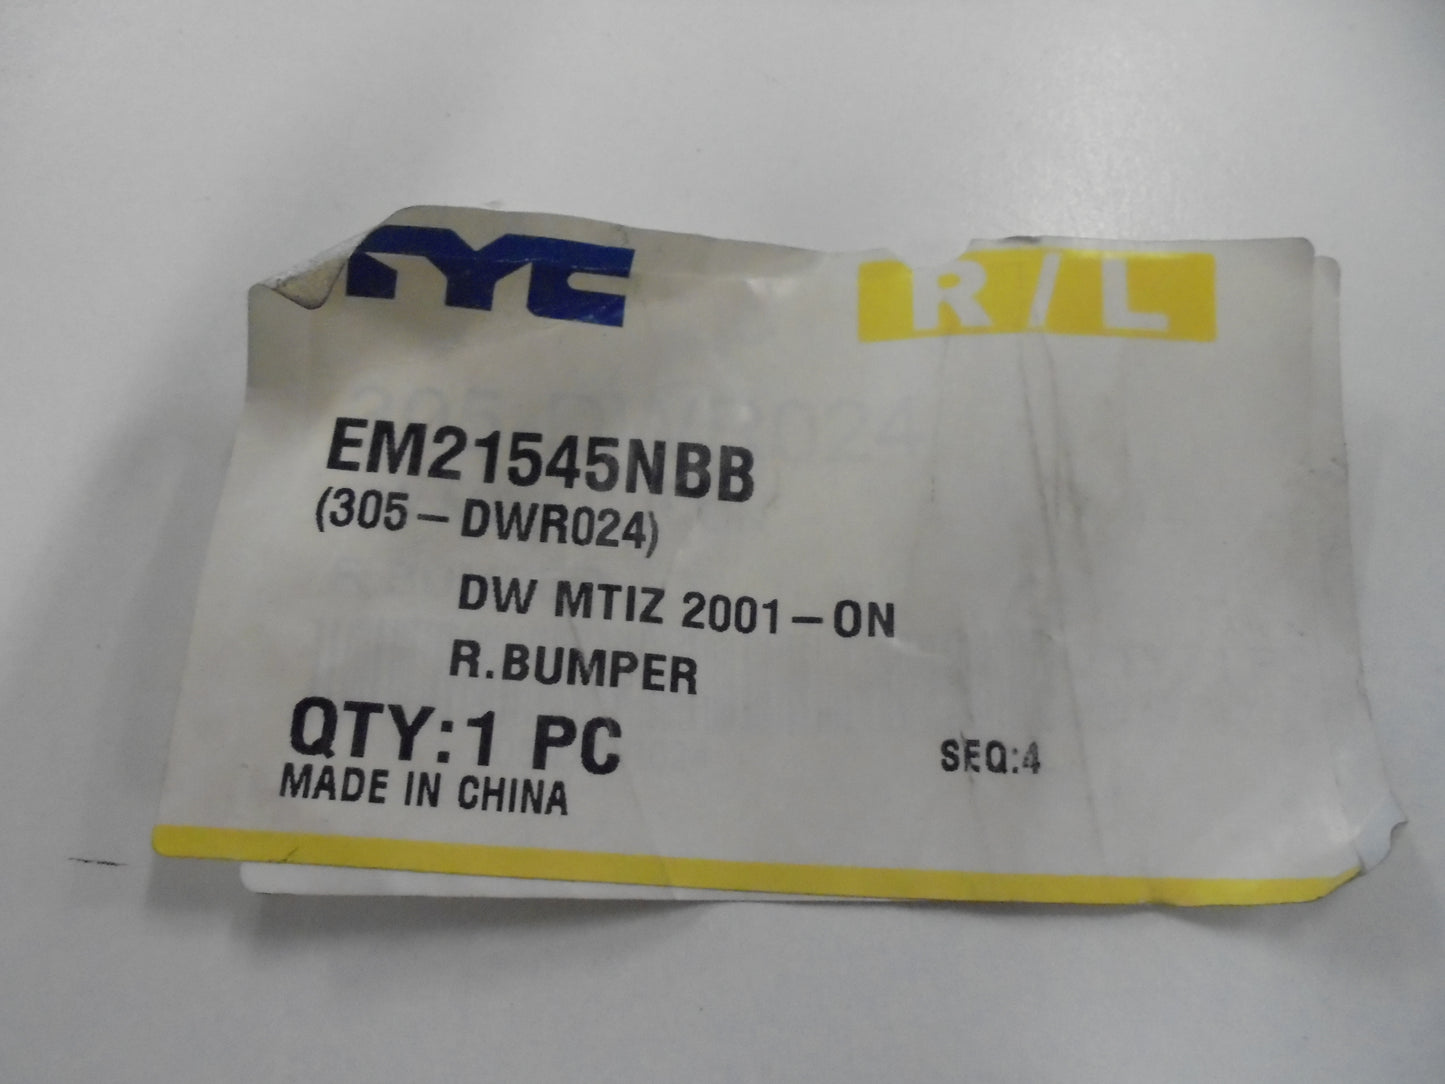 TYC
R/L
EM21545NBB
(305-DWR024)
DW MTIZ 2001-ON
R.BUMPER
QTY:1 PC
SEQ:4
MADE IN CHINA